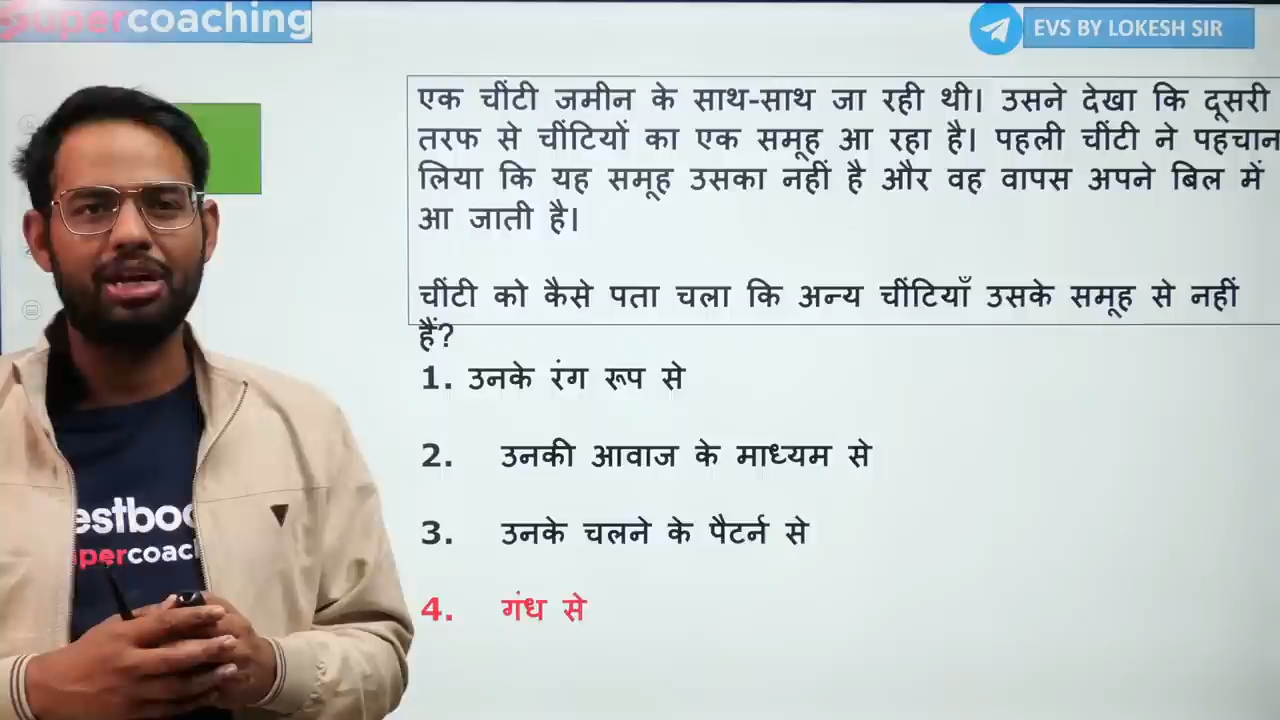 supercoaching
EVS BY LOKESH SIR
एक चींटी जमीन के साथ-साथ जा रही थी। उसने देखा कि दूसरी
तरफ से चींटियों का एक समूह आ रहा है। पहली चींटी ने पहचान
लिया कि यह समूह उसका नहीं है और वह वापस अपने बिल में
आ जाती है।
चींटी को कैसे पता चला कि अन्य चींटियाँ उसके समूह से नहीं
हैं?
1. उनके रंग रूप से
2. उनकी आवाज के माध्यम से
3. उनके चलने के पैटर्न से
4. गंध से
estboo
percoac